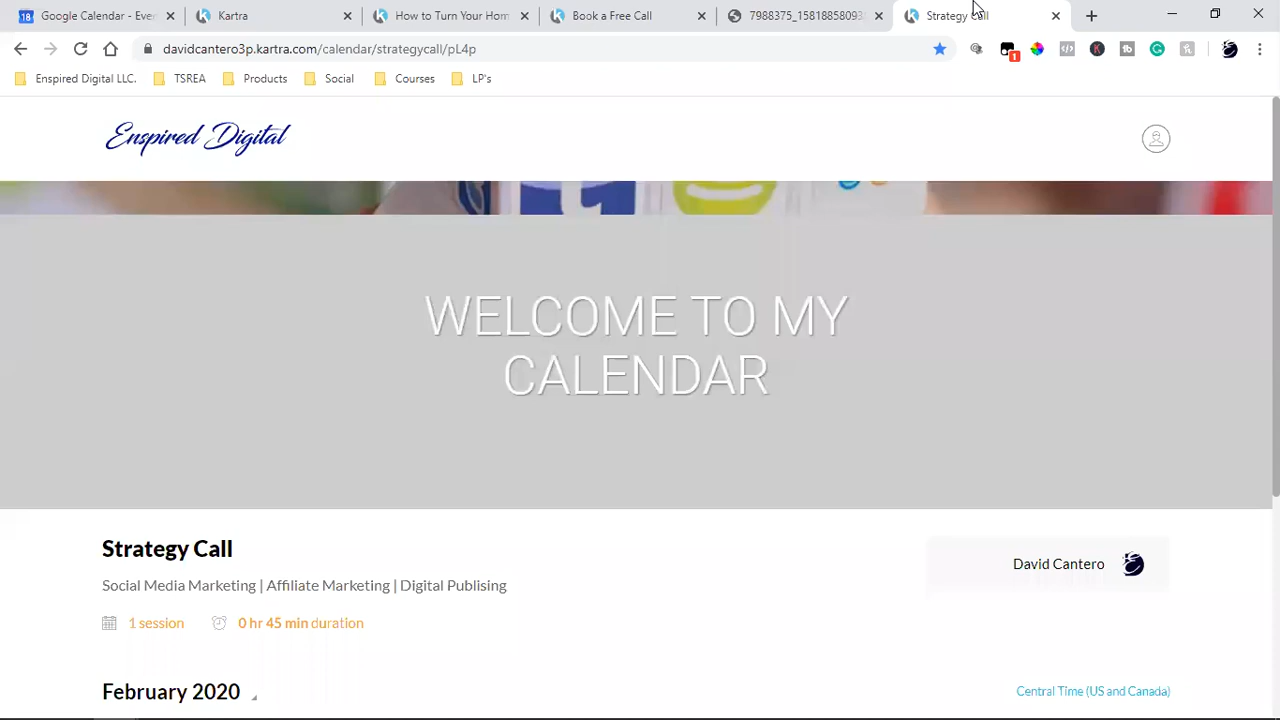 18 Google Calendar - Ever
Kartra
How to Turn Your Hom
Book a Free Call
7988375_15818858093
Strategy Call
davidcantero3p.kartra.com/calendar/strategycall/pL4p
1
Enspired Digital LLC.
TSREA
Products
Social
Courses
LP's
Enspired Digital
WELCOME TO MY
CALENDAR
Strategy Call
David Cantero
Social Media Marketing | Affiliate Marketing | Digital Publising
1 session
0 hr 45 min duration
February 2020
Central Time (US and Canada)